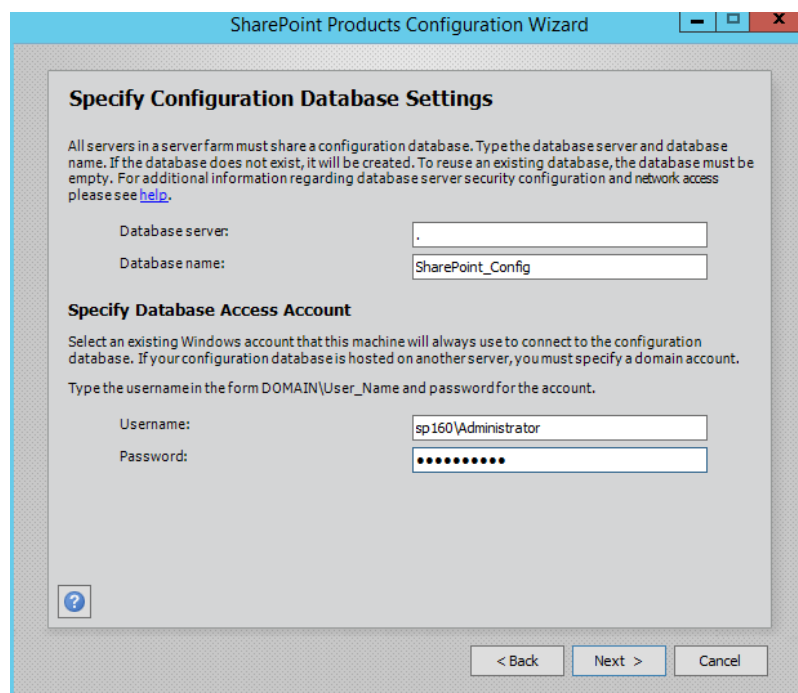 SharePoint Products Configuration Wizard
Specify Configuration Database Settings
All servers in a server farm must share a configuration database. Type the database server and database
name. If the database does not exist, it will be created. To reuse an existing database, the database must be
empty. For additional information regarding database server security configuration and network access
please see help.
Database server:
.
Database name:
SharePoint_Config
Specify Database Access Account
Select an existing Windows account that this machine will always use to connect to the configuration
database. If your configuration database is hosted on another server, you must specify a domain account.
Type the username in the form DOMAIN\User_Name and password for the account.
Username:
sp160\Administrator
Password:
●●●●●●●●●●
?
< Back
Next >
Cancel